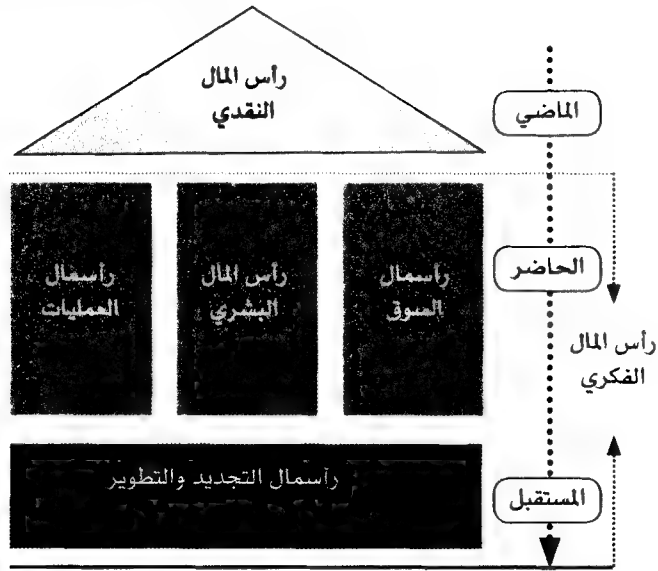 رأس المال
النقدي
الماضي
رأسمال
السوق
رأس المال
البشري
رأسمال
العمليات
الحاضر
رأس المال
الفكري
رأسمال التجديد والتطوير
المستقبل